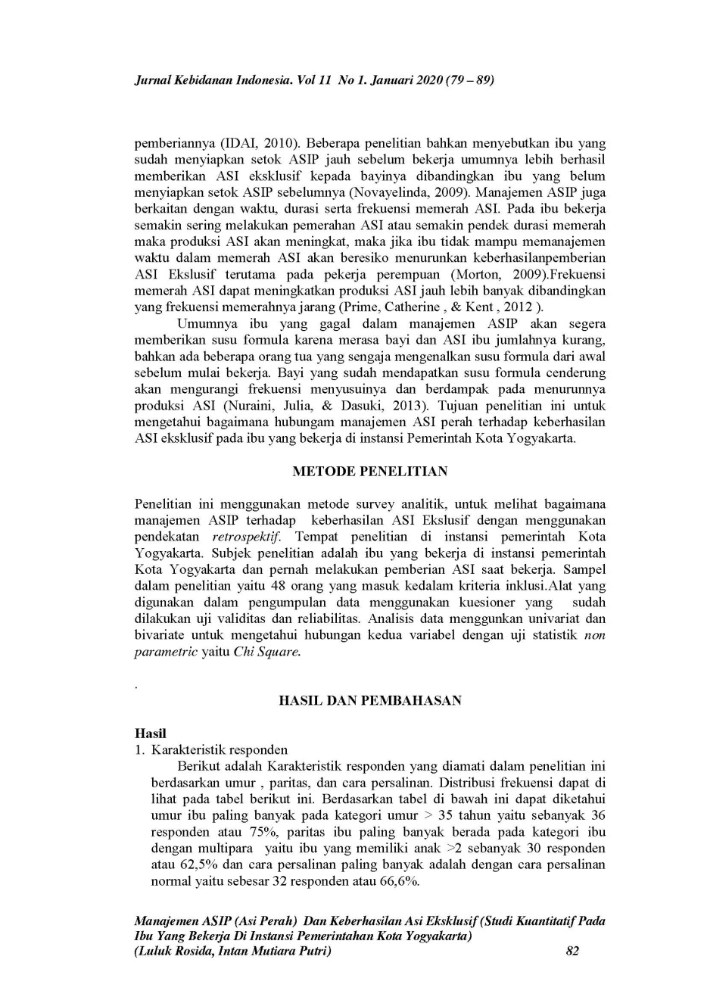 Jurnal Kebidanan Indonesia. Vol 11 No 1. Januari 2020 (79 – 89)
pemberiannya (IDAI, 2010). Beberapa penelitian bahkan menyebutkan ibu yang
sudah menyiapkan setok ASIP jauh sebelum bekerja umumnya lebih berhasil
memberikan ASI eksklusif kepada bayinya dibandingkan ibu yang belum
menyiapkan setok ASIP sebelumnya (Novayelinda, 2009). Manajemen ASIP juga
berkaitan dengan waktu, durasi serta frekuensi memerah ASI. Pada ibu bekerja
semakin sering melakukan pemerahan ASI atau semakin pendek durasi memerah
maka produksi ASI akan meningkat, maka jika ibu tidak mampu memanajemen
waktu dalam memerah ASI akan beresiko menurunkan keberhasilanpemberian
ASI Ekslusif terutama pada pekerja perempuan (Morton, 2009).Frekuensi
memerah ASI dapat meningkatkan produksi ASI jauh lebih banyak dibandingkan
yang frekuensi memerahnya jarang (Prime, Catherine , & Kent , 2012 ).
Umumnya ibu yang gagal dalam manajemen ASIP akan segera
memberikan susu formula karena merasa bayi dan ASI ibu jumlahnya kurang,
bahkan ada beberapa orang tua yang sengaja mengenalkan susu formula dari awal
sebelum mulai bekerja. Bayi yang sudah mendapatkan susu formula cenderung
akan mengurangi frekuensi menyusuinya dan berdampak pada menurunnya
produksi ASI (Nuraini, Julia, & Dasuki, 2013). Tujuan penelitian ini untuk
mengetahui bagaimana hubungam manajemen ASI perah terhadap keberhasilan
ASI eksklusif pada ibu yang bekerja di instansi Pemerintah Kota Yogyakarta.
METODE PENELITIAN
Penelitian ini menggunakan metode survey analitik, untuk melihat bagaimana
manajemen ASIP terhadap keberhasilan ASI Ekslusif dengan menggunakan
pendekatan retrospektif. Tempat penelitian di instansi pemerintah Kota
Yogyakarta. Subjek penelitian adalah ibu yang bekerja di instansi pemerintah
Kota Yogyakarta dan pernah melakukan pemberian ASI saat bekerja. Sampel
dalam penelitian yaitu 48 orang yang masuk kedalam kriteria inklusi.Alat yang
digunakan dalam pengumpulan data menggunakan kuesioner yang sudah
dilakukan uji validitas dan reliabilitas. Analisis data menggunkan univariat dan
bivariate untuk mengetahui hubungan kedua variabel dengan uji statistik non
parametric yaitu Chi Square.
.
HASIL DAN PEMBAHASAN
Hasil
1. Karakteristik responden
Berikut adalah Karakteristik responden yang diamati dalam penelitian ini
berdasarkan umur , paritas, dan cara persalinan. Distribusi frekuensi dapat di
lihat pada tabel berikut ini. Berdasarkan tabel di bawah ini dapat diketahui
umur ibu paling banyak pada kategori umur > 35 tahun yaitu sebanyak 36
responden atau 75%, paritas ibu paling banyak berada pada kategori ibu
dengan multipara yaitu ibu yang memiliki anak >2 sebanyak 30 responden
atau 62,5% dan cara persalinan paling banyak adalah dengan cara persalinan
normal yaitu sebesar 32 responden atau 66,6%.
Manajemen ASIP (Asi Perah) Dan Keberhasilan Asi Eksklusif (Studi Kuantitatif Pada
Ibu Yang Bekerja Di Instansi Pemerintahan Kota Yogyakarta)
(Luluk Rosida, Intan Mutiara Putri) 82